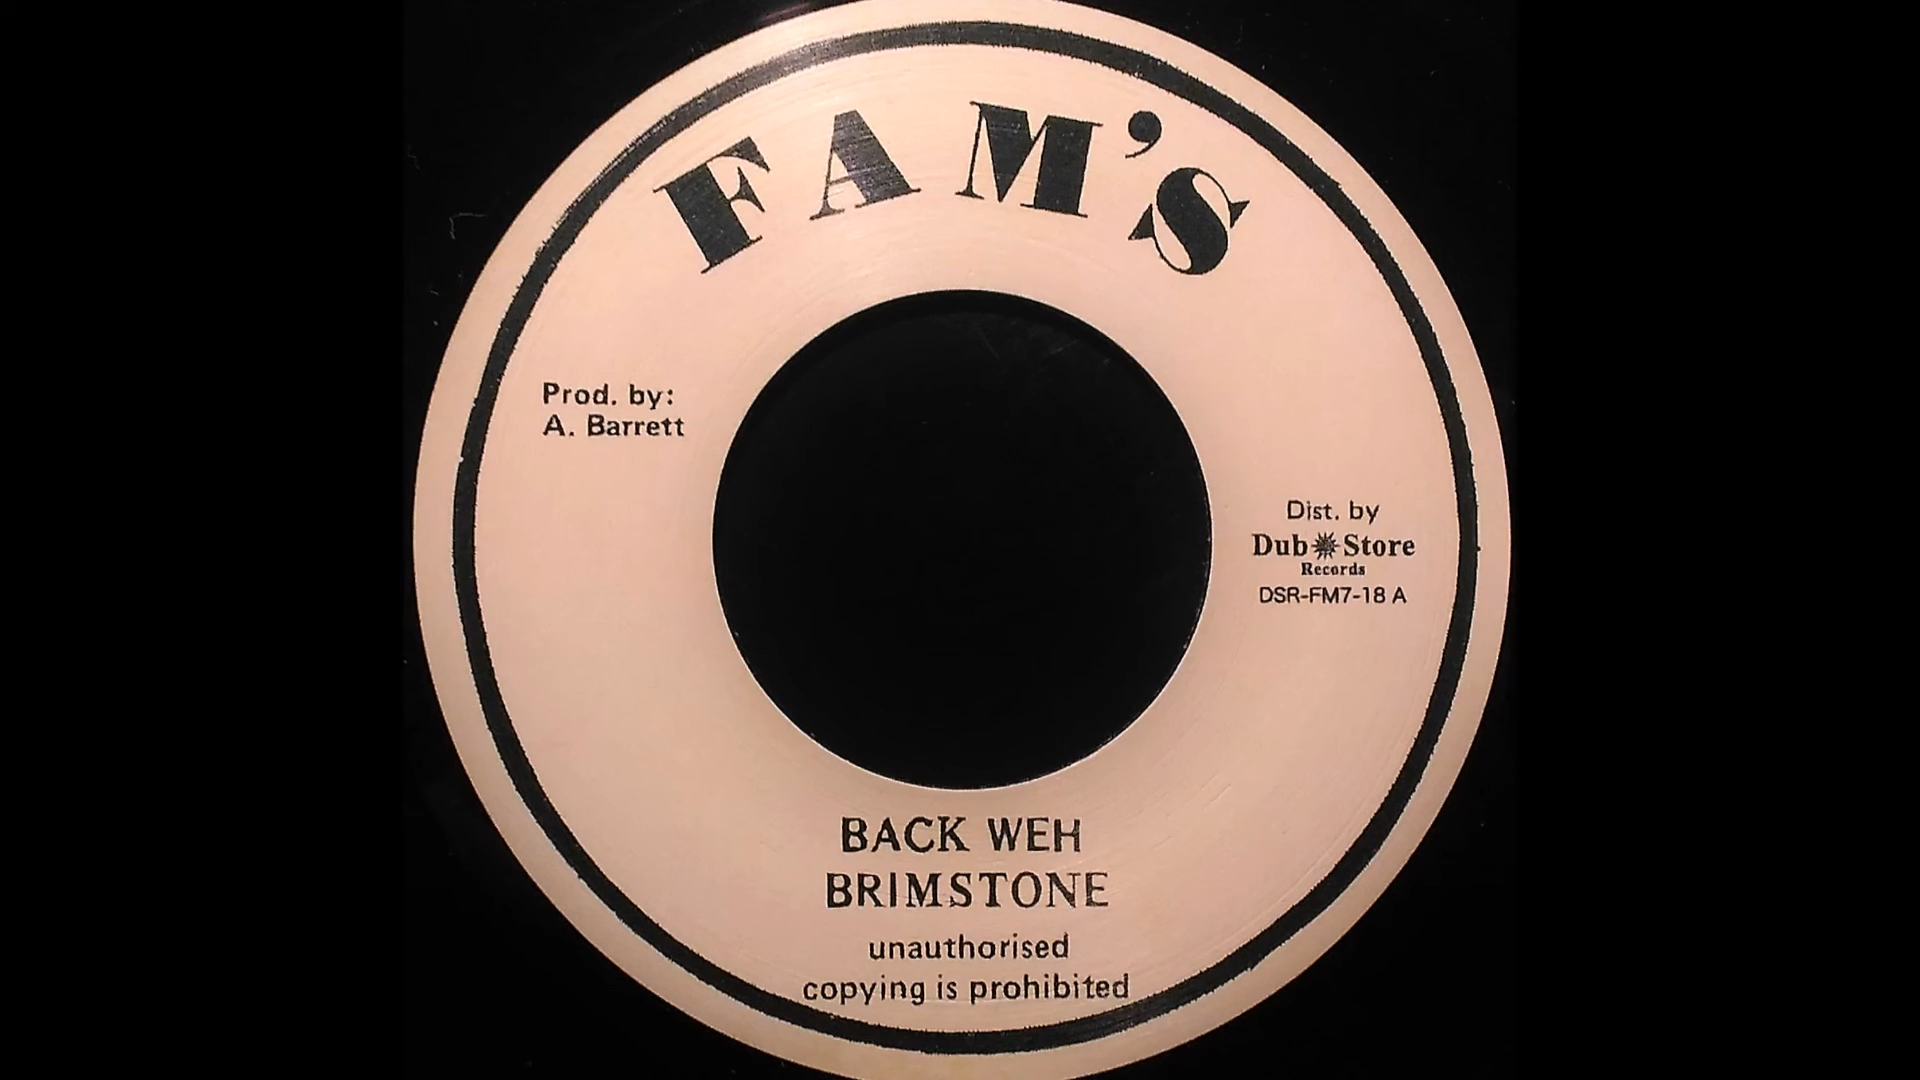 FAM'S
Prod. by:
A. Barrett
Dist. by
Dub Store
Records
DSR-FM7-18 A
BACK WEH
BRIMSTONE
unauthorised
copying is prohibited